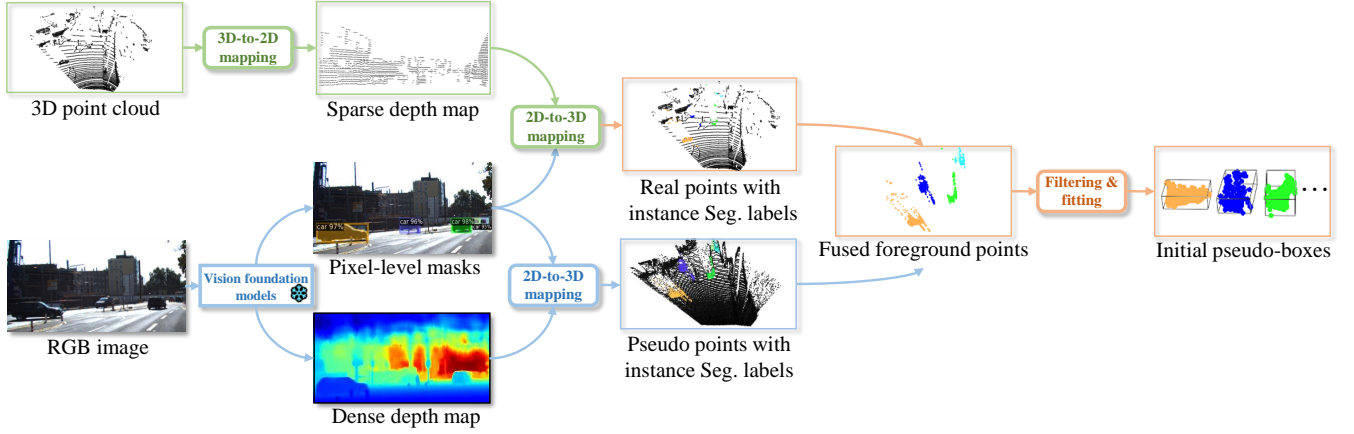 3D point cloud
3D-to-2D
mapping
Sparse depth map
2D-to-3D
mapping
Real points with
instance Seg. labels
RGB image
Vision foundation
models
car 97%
car 96%
car 98%
car 95%
Pixel-level masks
Dense depth map
2D-to-3D
mapping
Pseudo points with
instance Seg. labels
Fused foreground points
Filtering &
fitting
Initial pseudo-boxes